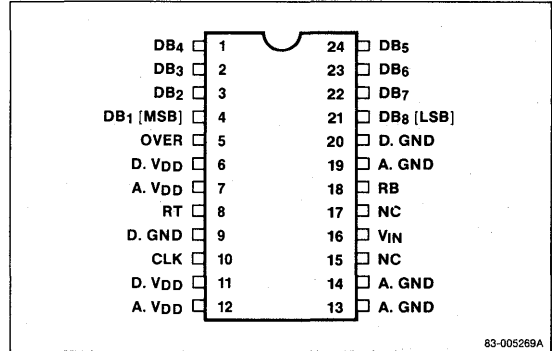 DB4 1 24 DB5
DB3 2 23 DB6
DB2 3 22 DB7
DB1 [MSB] 4 21 DB8 [LSB]
OVER 5 20 D. GND
D. VDD 6 19 A. GND
A. VDD 7 18 RB
RT 8 17 NC
D. GND 9 16 VIN
CLK 10 15 NC
D. VDD 11 14 A. GND
A. VDD 12 13 A. GND
83-005269A